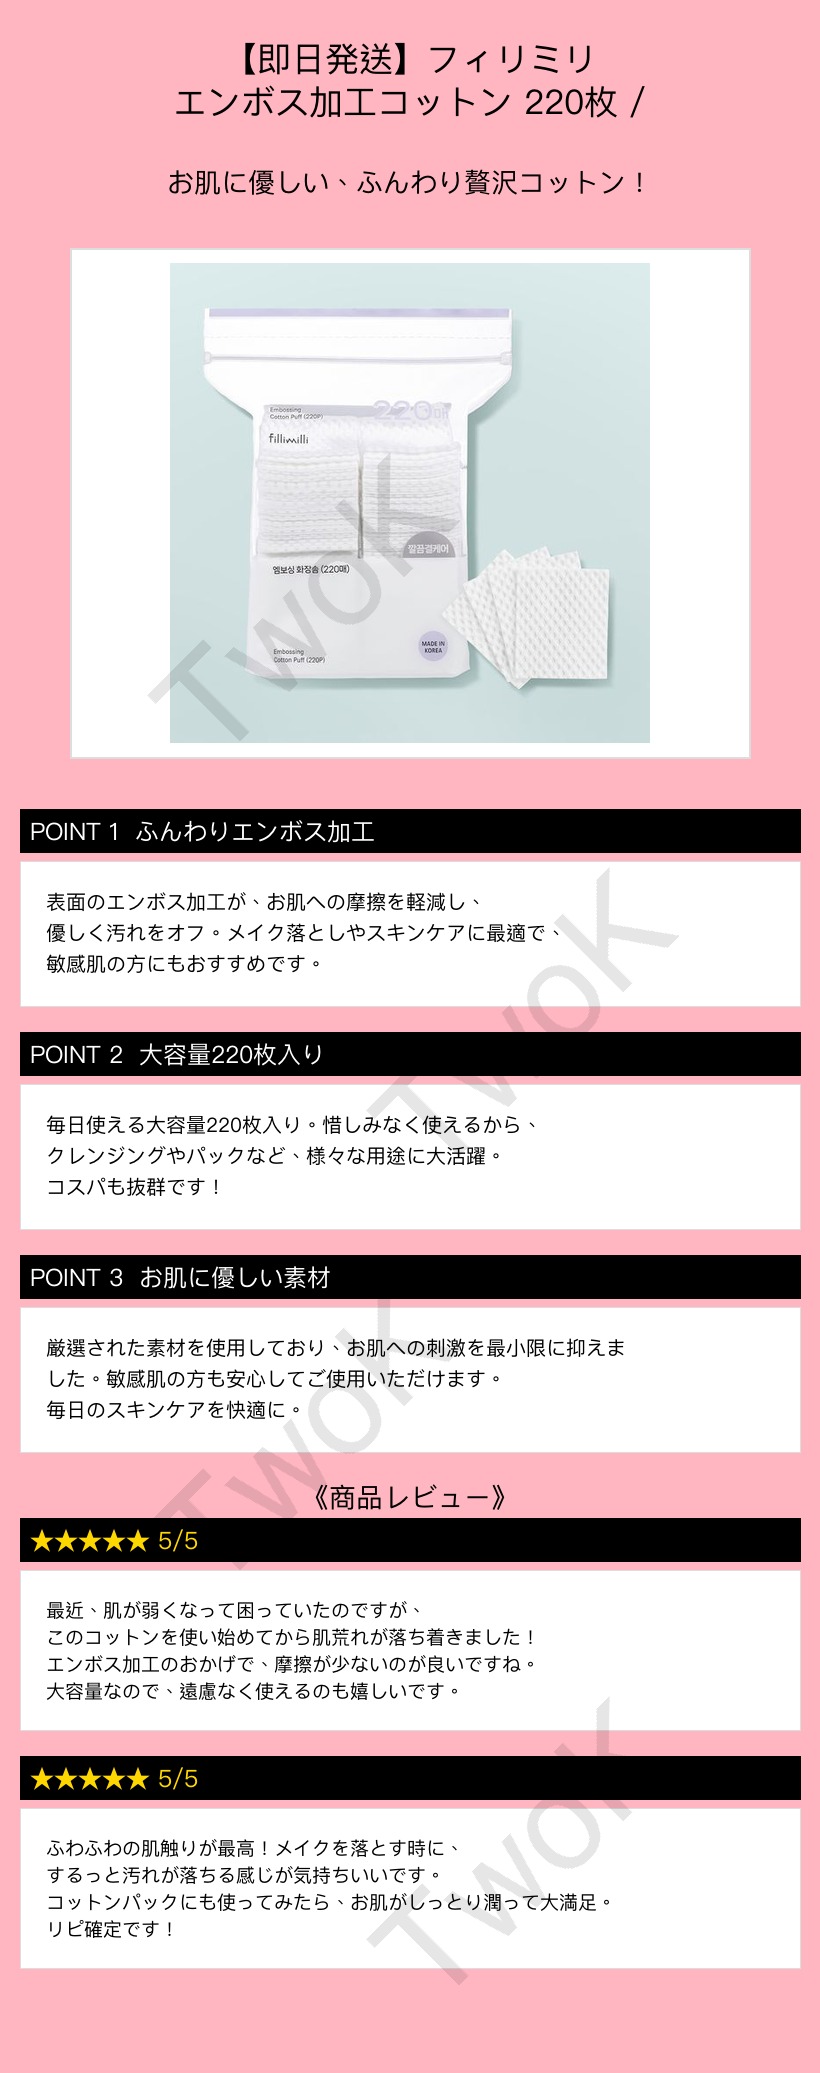 【即日発送】フィリミリ
エンボス加工コットン 220枚 /
お肌に優しい、ふんわり贅沢コットン！
Embossing
Cotton Puff (220P)
220매
fillimilli
깔끔결케어
엠보싱 화장솜 (220매)
MADE IN
KOREA
Embossing
Cotton Puff (220P)
TwoK
POINT 1 ふんわりエンボス加工
表面のエンボス加工が、お肌への摩擦を軽減し、
優しく汚れをオフ。メイク落としやスキンケアに最適で、
敏感肌の方にもおすすめです。
TwoK
POINT 2 大容量220枚入り
毎日使える大容量220枚入り。惜しみなく使えるから、
クレンジングやパックなど、様々な用途に大活躍。
コスパも抜群です！
POINT 3 お肌に優しい素材
厳選された素材を使用しており、お肌への刺激を最小限に抑えま
した。敏感肌の方も安心してご使用いただけます。
毎日のスキンケアを快適に。
TwoK
《商品レビュー》
★★★★★ 5/5
最近、肌が弱くなって困っていたのですが、
このコットンを使い始めてから肌荒れが落ち着きました！
エンボス加工のおかげで、摩擦が少ないのが良いですね。
大容量なので、遠慮なく使えるのも嬉しいです。
★★★★★ 5/5
ふわふわの肌触りが最高！メイクを落とす時に、
するっと汚れが落ちる感じが気持ちいいです。
コットンパックにも使ってみたら、お肌がしっとり潤って大満足。
リピ確定です！
TwoK